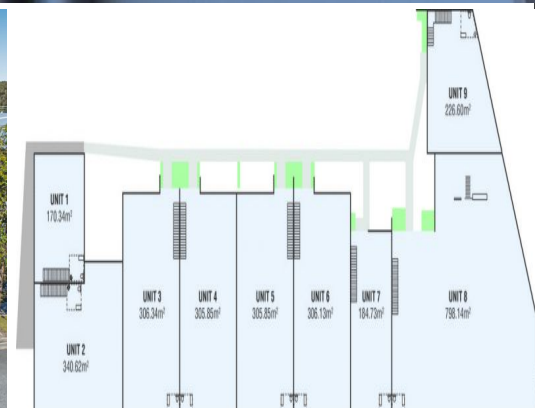 UNIT 9
226.60m²
UNIT 1
170.34m²
UNIT 2
340.62m²
UNIT 3
306.34m²
UNIT 4
305.85m²
UNIT 5
305.85m²
UNIT 6
306.13m²
UNIT 7
184.73m²
UNIT 8
798.14m²